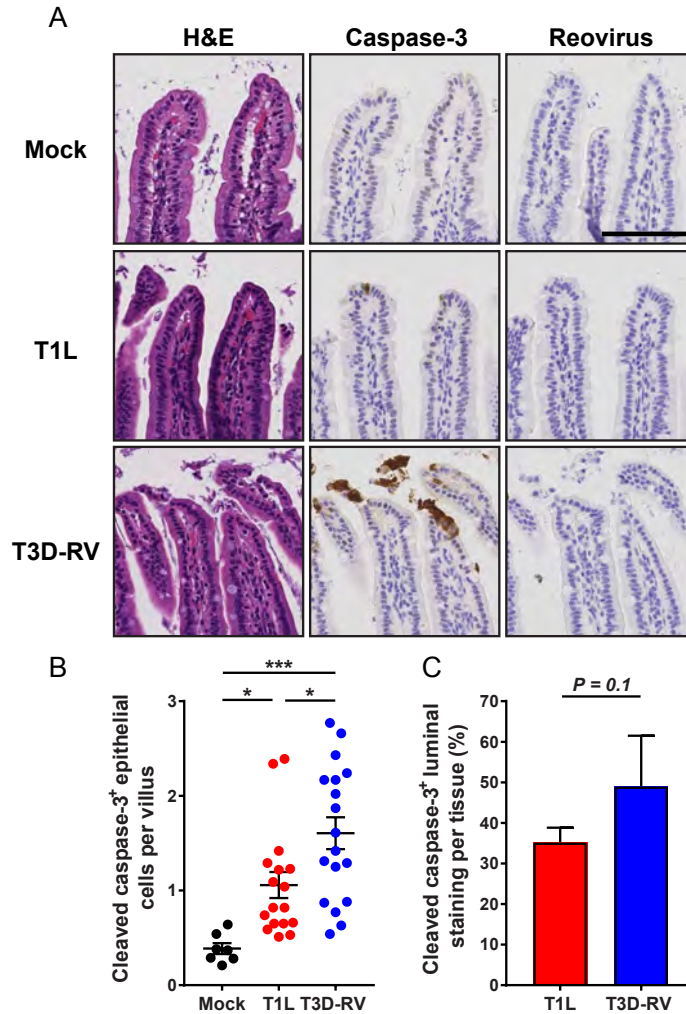 A
H&E Caspase-3 Reovirus
Mock
T1L
T3D-RV
B
Cleaved caspase-3+ epithelial
cells per villus
3
2
1
0
***
* *
Mock T1L T3D-RV
C
Cleaved caspase-3+ luminal
staining per tissue (%)
70
60
50
40
30
20
10
0
P = 0.1
T1L T3D-RV